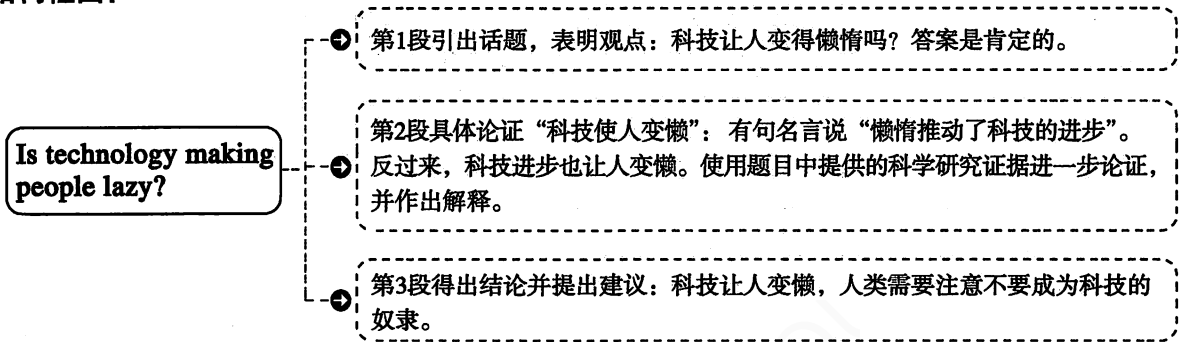 第1段引出话题，表明观点：科技让人变得懒惰吗？答案是肯定的。
Is technology making
people lazy?
第2段具体论证“科技使人变懒”：有句名言说“懒惰推动了科技的进步”。
反过来，科技进步也让人变懒。使用题目中提供的科学研究证据进一步论证，
并作出解释。
第3段得出结论并提出建议：科技让人变懒，人类需要注意不要成为科技的
奴隶。